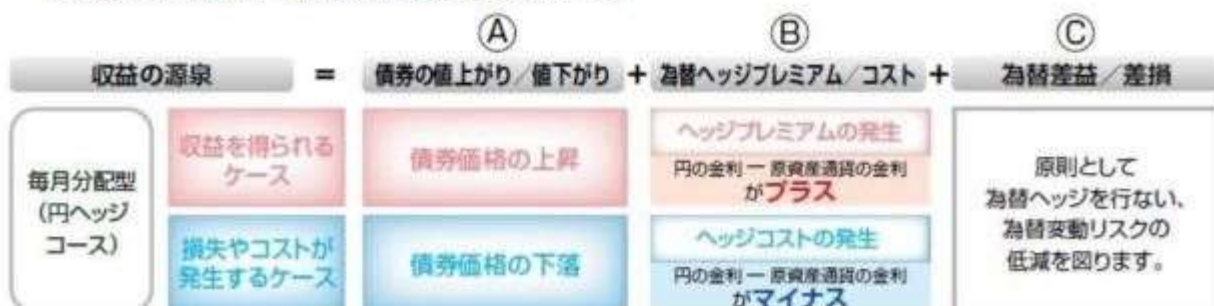 Ⓐ Ⓑ Ⓒ
収益の源泉 = 債券の値上がり／値下がり + 為替ヘッジプレミアム／コスト + 為替差益／差損
毎月分配型
（円ヘッジ
コース）
収益を得られる
ケース
債券価格の上昇
ヘッジプレミアムの発生
円の金利 ー 原資産通貨の金利
がプラス
損失やコストが
発生するケース
債券価格の下落
ヘッジコストの発生
円の金利 ー 原資産通貨の金利
がマイナス
原則として
為替ヘッジを行ない、
為替変動リスクの
低減を図ります。